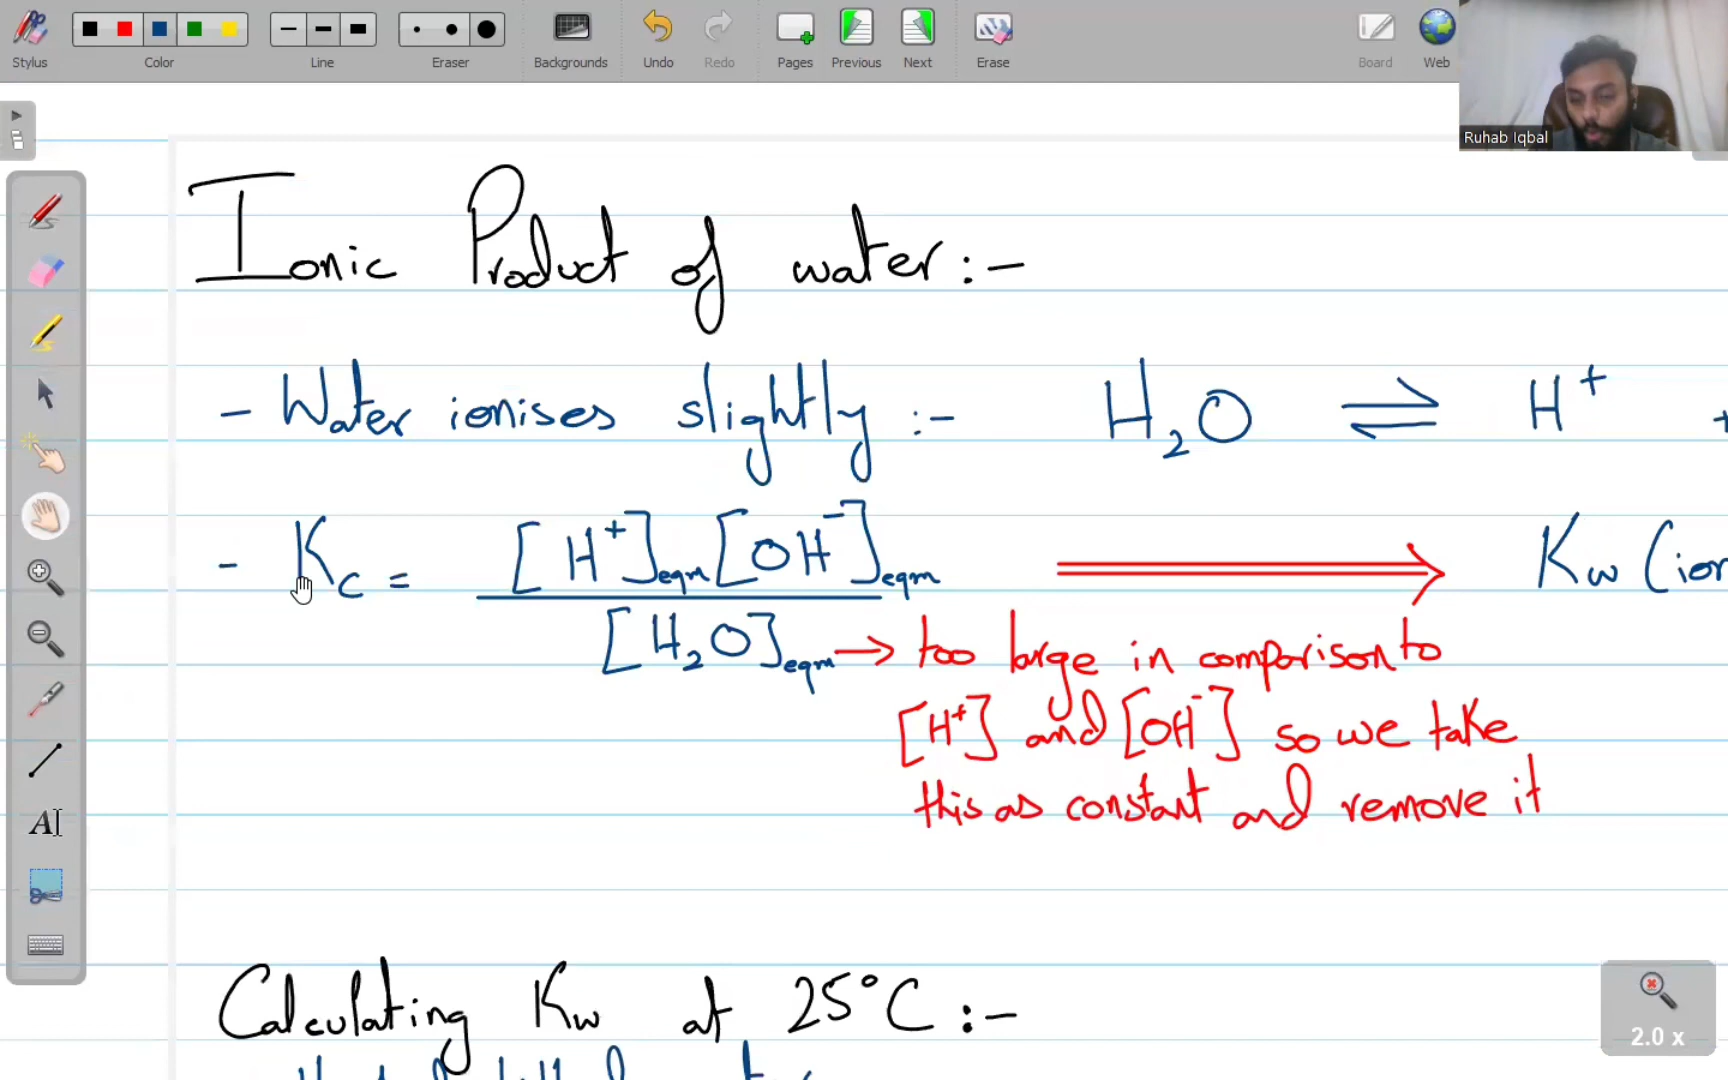 Stylus
Color
Line
Eraser
Backgrounds
Undo
Redo
Pages
Previous
Next
Erase
Board
Web
Ruhab Iqbal
Ionic Product of water:-
- Water ionises slightly :- H₂O ⇌ H⁺ +
- Kc = [H⁺]eqm [OH⁻]eqm ⟹ Kw (ion
[H₂O]eqm → too large in comparison to
[H⁺] and [OH⁻] so we take
this as constant and remove it
Calculating Kw at 25°C :-
2.0 x